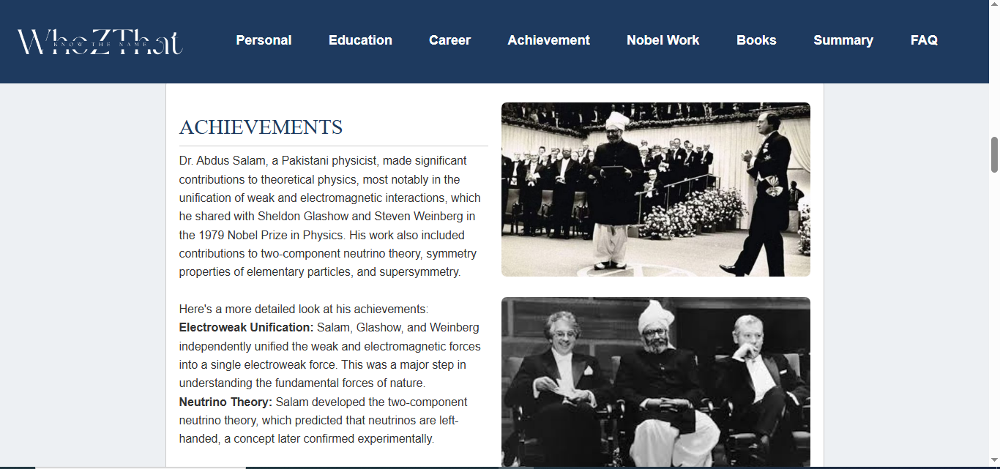 WhoZThat
KNOW THE NAME
Personal
Education
Career
Achievement
Nobel Work
Books
Summary
FAQ
ACHIEVEMENTS
Dr. Abdus Salam, a Pakistani physicist, made significant
contributions to theoretical physics, most notably in the
unification of weak and electromagnetic interactions, which
he shared with Sheldon Glashow and Steven Weinberg in
the 1979 Nobel Prize in Physics. His work also included
contributions to two-component neutrino theory, symmetry
properties of elementary particles, and supersymmetry.
Here's a more detailed look at his achievements:
Electroweak Unification: Salam, Glashow, and Weinberg
independently unified the weak and electromagnetic forces
into a single electroweak force. This was a major step in
understanding the fundamental forces of nature.
Neutrino Theory: Salam developed the two-component
neutrino theory, which predicted that neutrinos are left-
handed, a concept later confirmed experimentally.